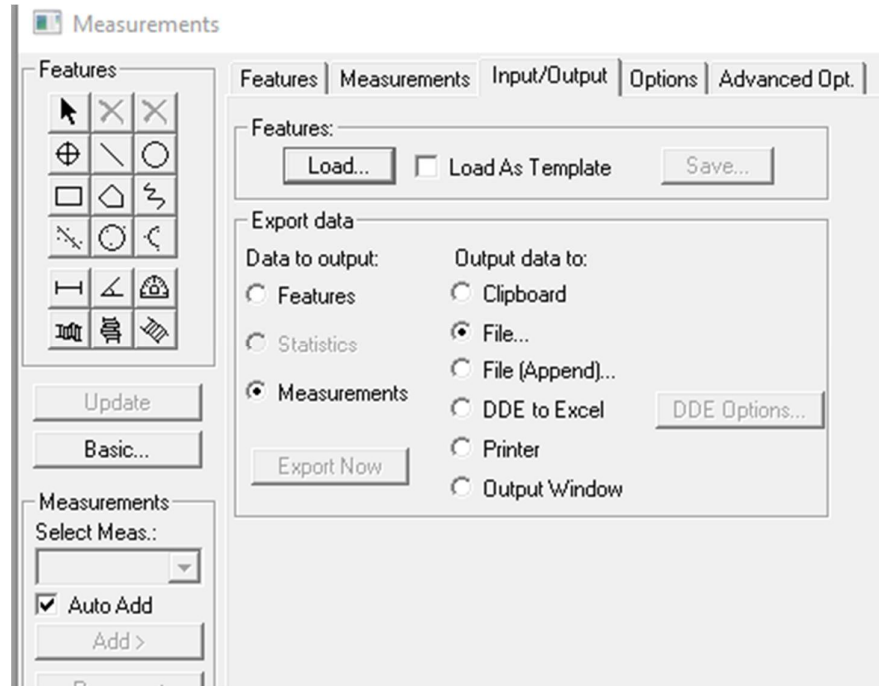 Measurements
Features
Features Measurements Input/Output Options Advanced Opt.
Features:
Load... Load As Template Save...
Export data
Data to output: Output data to:
Features Clipboard
Statistics File...
Measurements File (Append)...
DDE to Excel DDE Options...
Export Now Printer
Output Window
Update
Basic...
Measurements
Select Meas.:
Auto Add
Add >